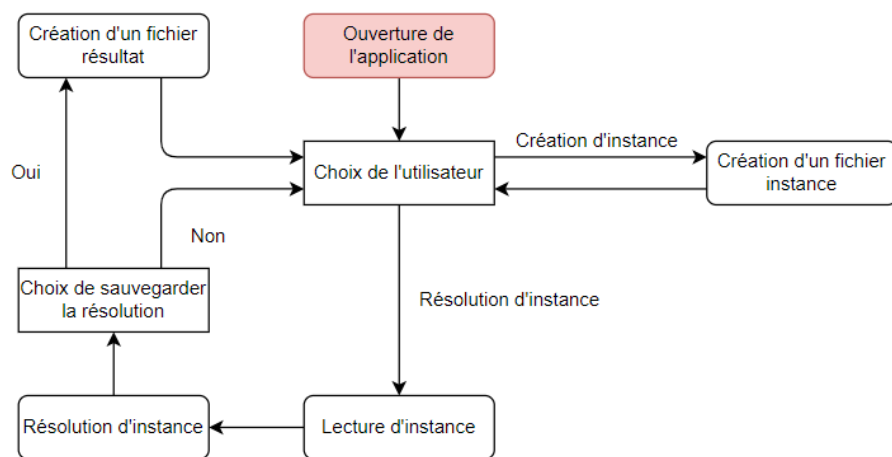 Création d'un fichier
résultat
Ouverture de
l'application
Création d'instance
Choix de l'utilisateur
Création d'un fichier
instance
Oui
Non
Choix de sauvegarder
la résolution
Résolution d'instance
Résolution d'instance
Lecture d'instance